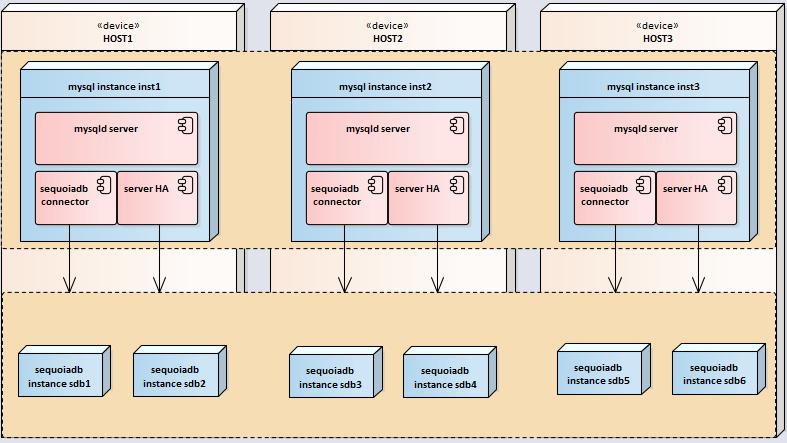 «device»
HOST1
«device»
HOST2
«device»
HOST3
mysql instance inst1
mysql instance inst2
mysql instance inst3
mysqld server
mysqld server
mysqld server
sequoiadb
connector
server HA
sequoiadb
connector
server HA
sequoiadb
connector
server HA
sequoiadb
instance sdb1
sequoiadb
instance sdb2
sequoiadb
instance sdb3
sequoiadb
instance sdb4
sequoiadb
instance sdb5
sequoiadb
instance sdb6